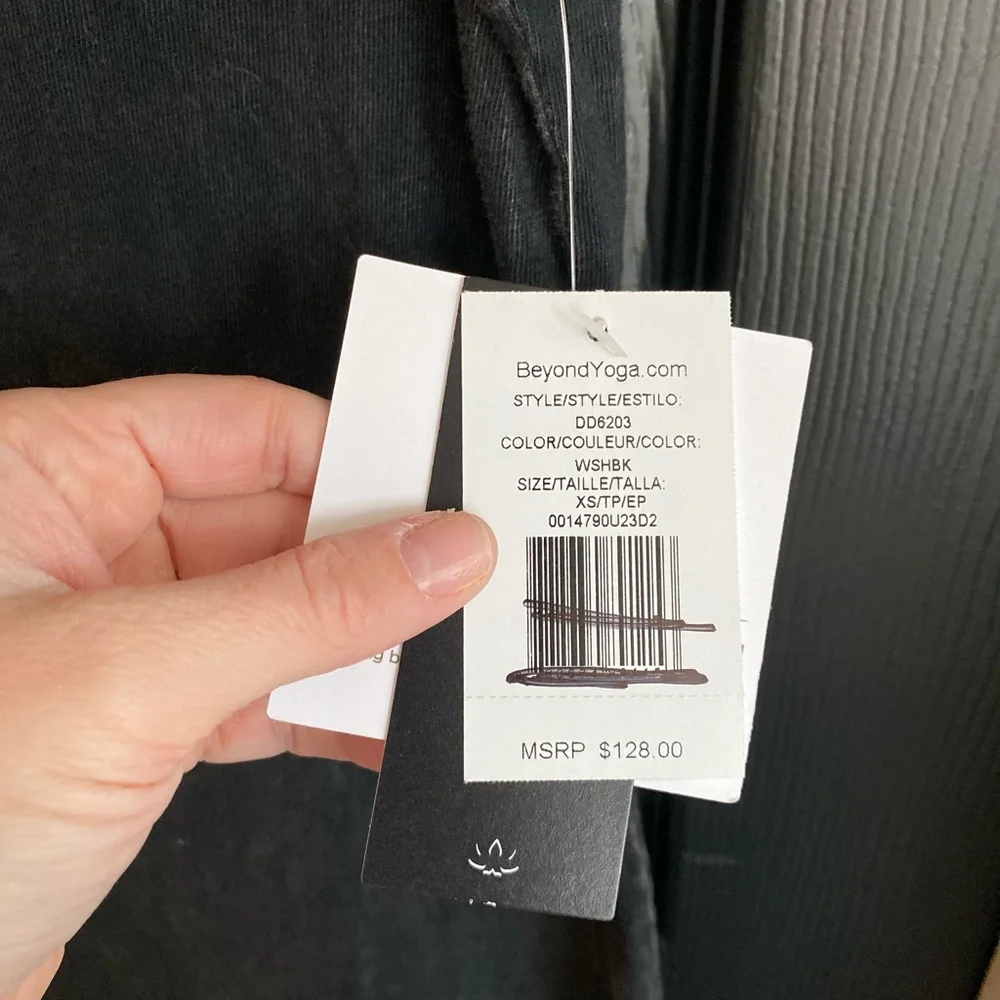 BeyondYoga.com
STYLE/STYLE/ESTILO:
DD6203
COLOR/COULEUR/COLOR:
WSHBK
SIZE/TAILLE/TALLA:
XS/TP/EP
0014790U23D2
MSRP $128.00
g b